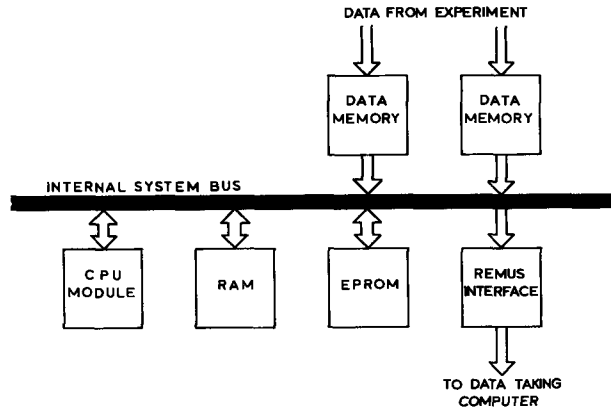 DATA FROM EXPERIMENT
DATA
MEMORY
DATA
MEMORY
INTERNAL SYSTEM BUS
CPU
MODULE
RAM
EPROM
REMUS
INTERFACE
TO DATA TAKING
COMPUTER